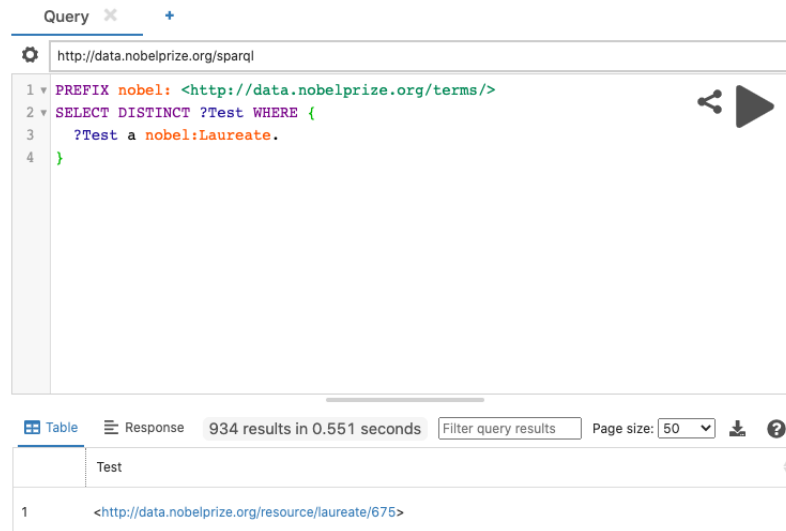 Query
+
http://data.nobelprize.org/sparql
1 PREFIX nobel: <http://data.nobelprize.org/terms/>
2 SELECT DISTINCT ?Test WHERE {
3 ?Test a nobel:Laureate.
4 }
Table Response 934 results in 0.551 seconds Filter query results Page size: 50 ?
Test
1 <http://data.nobelprize.org/resource/laureate/675>